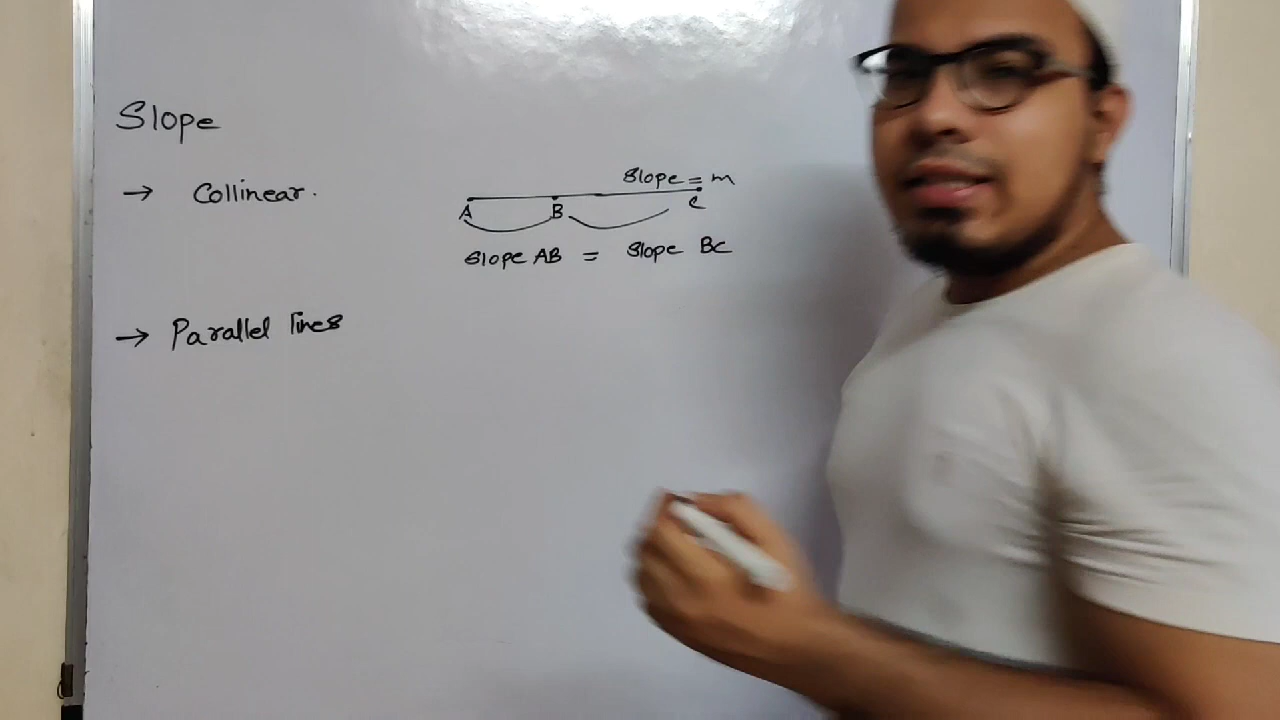 Slope
→ Collinear.
Slope = m
A B C
Slope AB = Slope BC
→ Parallel lines